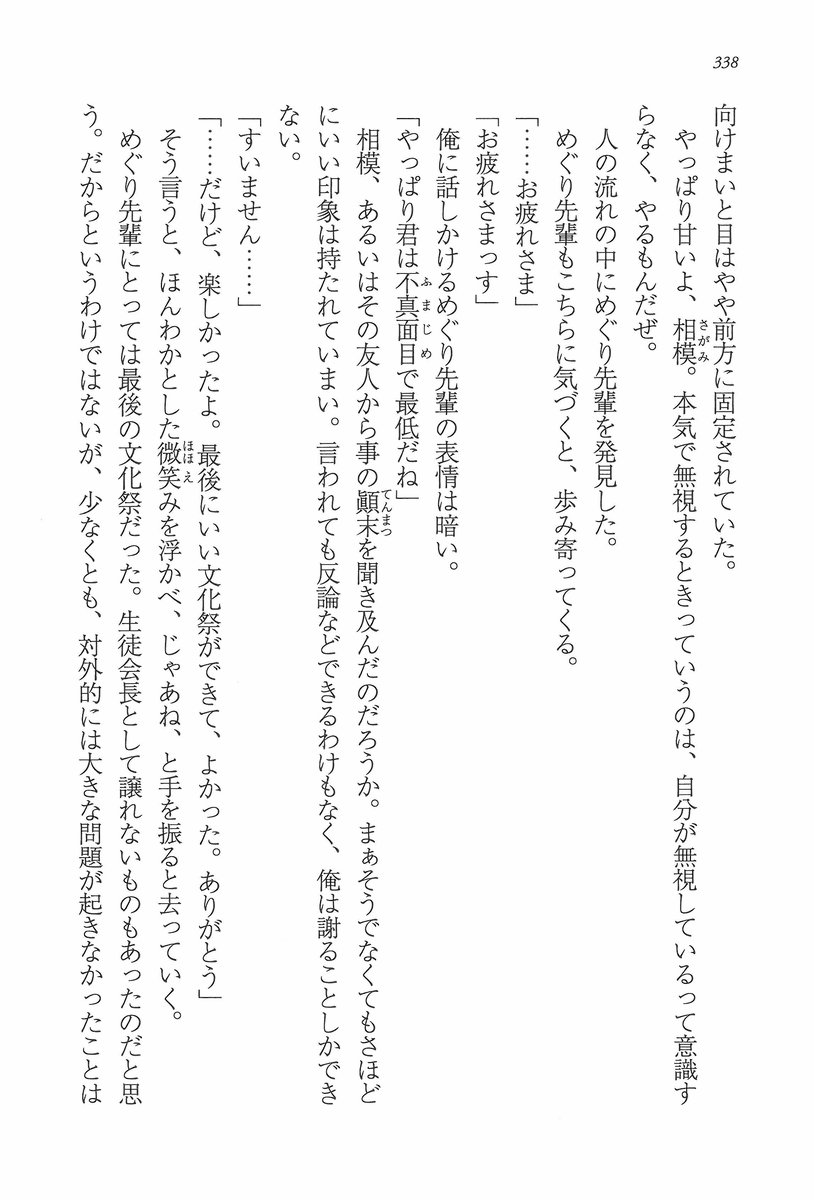 338
向けまいと目はやや前方に固定されていた。
やっぱり甘いよ、相模。本気で無視するときっていうのは、自分が無視しているって意識す
らなく、やるもんだぜ。
人の流れの中にめぐり先輩を発見した。
めぐり先輩もこちらに気づくと、歩み寄ってくる。
「……お疲れさま」
「お疲れさまっす」
俺に話しかけるめぐり先輩の表情は暗い。
「やっぱり君は不真面目で最低だね」
相模、あるいはその友人から事の顚末を聞き及んだのだろうか。まぁそうでなくてもさほど
にいい印象は持たれていまい。言われても反論などできるわけもなく、俺は謝ることしかでき
ない。
「すいません……」
「……だけど、楽しかったよ。最後にいい文化祭ができて、よかった。ありがとう」
そう言うと、ほんわかとした微笑みを浮かべ、じゃあね、と手を振ると去っていく。
めぐり先輩にとっては最後の文化祭だった。生徒会長として譲れないものもあったのだと思
う。だからというわけではないが、少なくとも、対外的には大きな問題が起きなかったことは
さがみ
ふまじめ
てんまつ
ほほえ